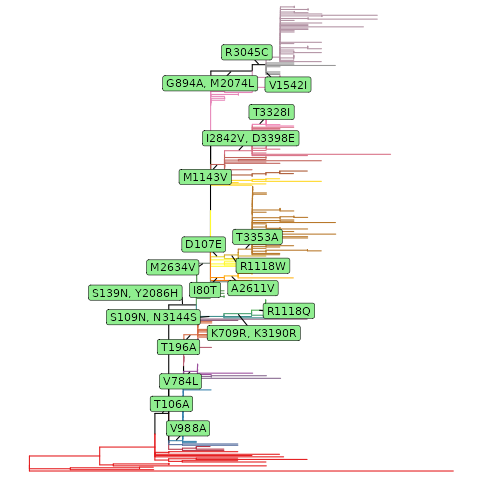 R3045C
G894A, M2074L
V1542I
T3328I
I2842V, D3398E
M1143V
T3353A
D107E
R1118W
M2634V
A2611V
I80T
S139N, Y2086H
R1118Q
S109N, N3144S
K709R, K3190R
T196A
V784L
T106A
V988A